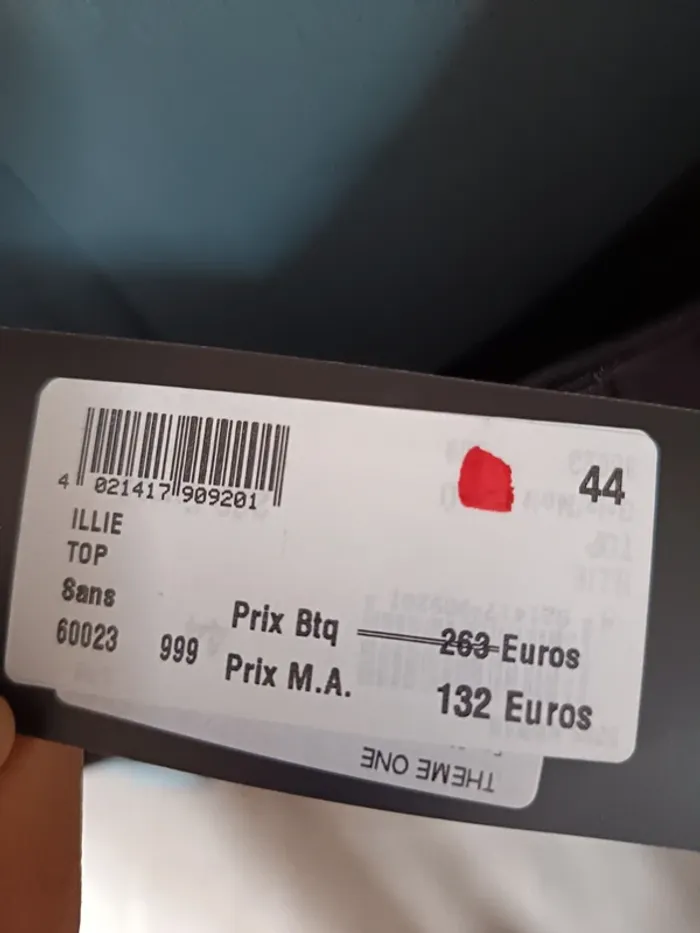 44
4 021417 909201
ILLIE
TOP
Sans
60023 999
Prix Btq 263 Euros
Prix M.A. 132 Euros
THEME ONE